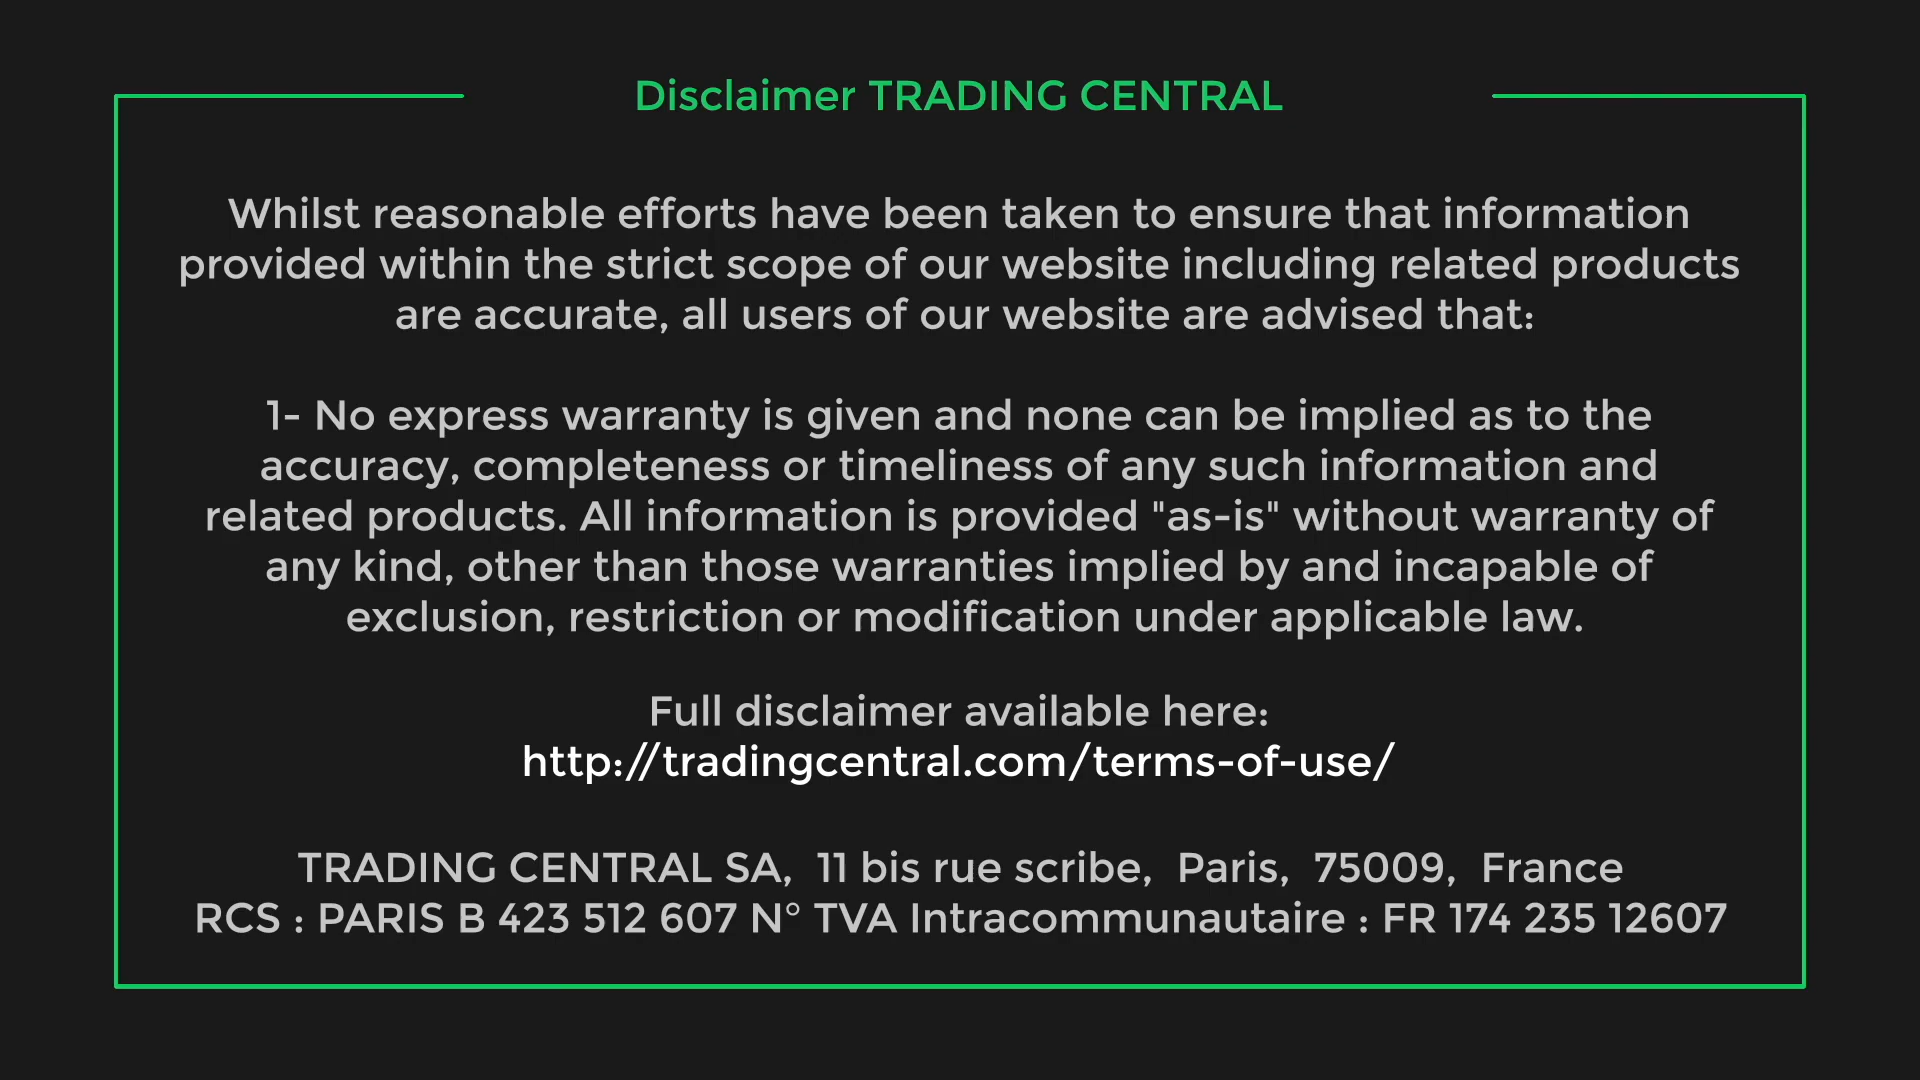 Disclaimer TRADING CENTRAL
Whilst reasonable efforts have been taken to ensure that information
provided within the strict scope of our website including related products
are accurate, all users of our website are advised that:
1- No express warranty is given and none can be implied as to the
accuracy, completeness or timeliness of any such information and
related products. All information is provided "as-is" without warranty of
any kind, other than those warranties implied by and incapable of
exclusion, restriction or modification under applicable law.
Full disclaimer available here:
http://tradingcentral.com/terms-of-use/
TRADING CENTRAL SA,  11 bis rue scribe,  Paris,  75009,  France
RCS : PARIS B 423 512 607 N° TVA Intracommunautaire : FR 174 235 12607